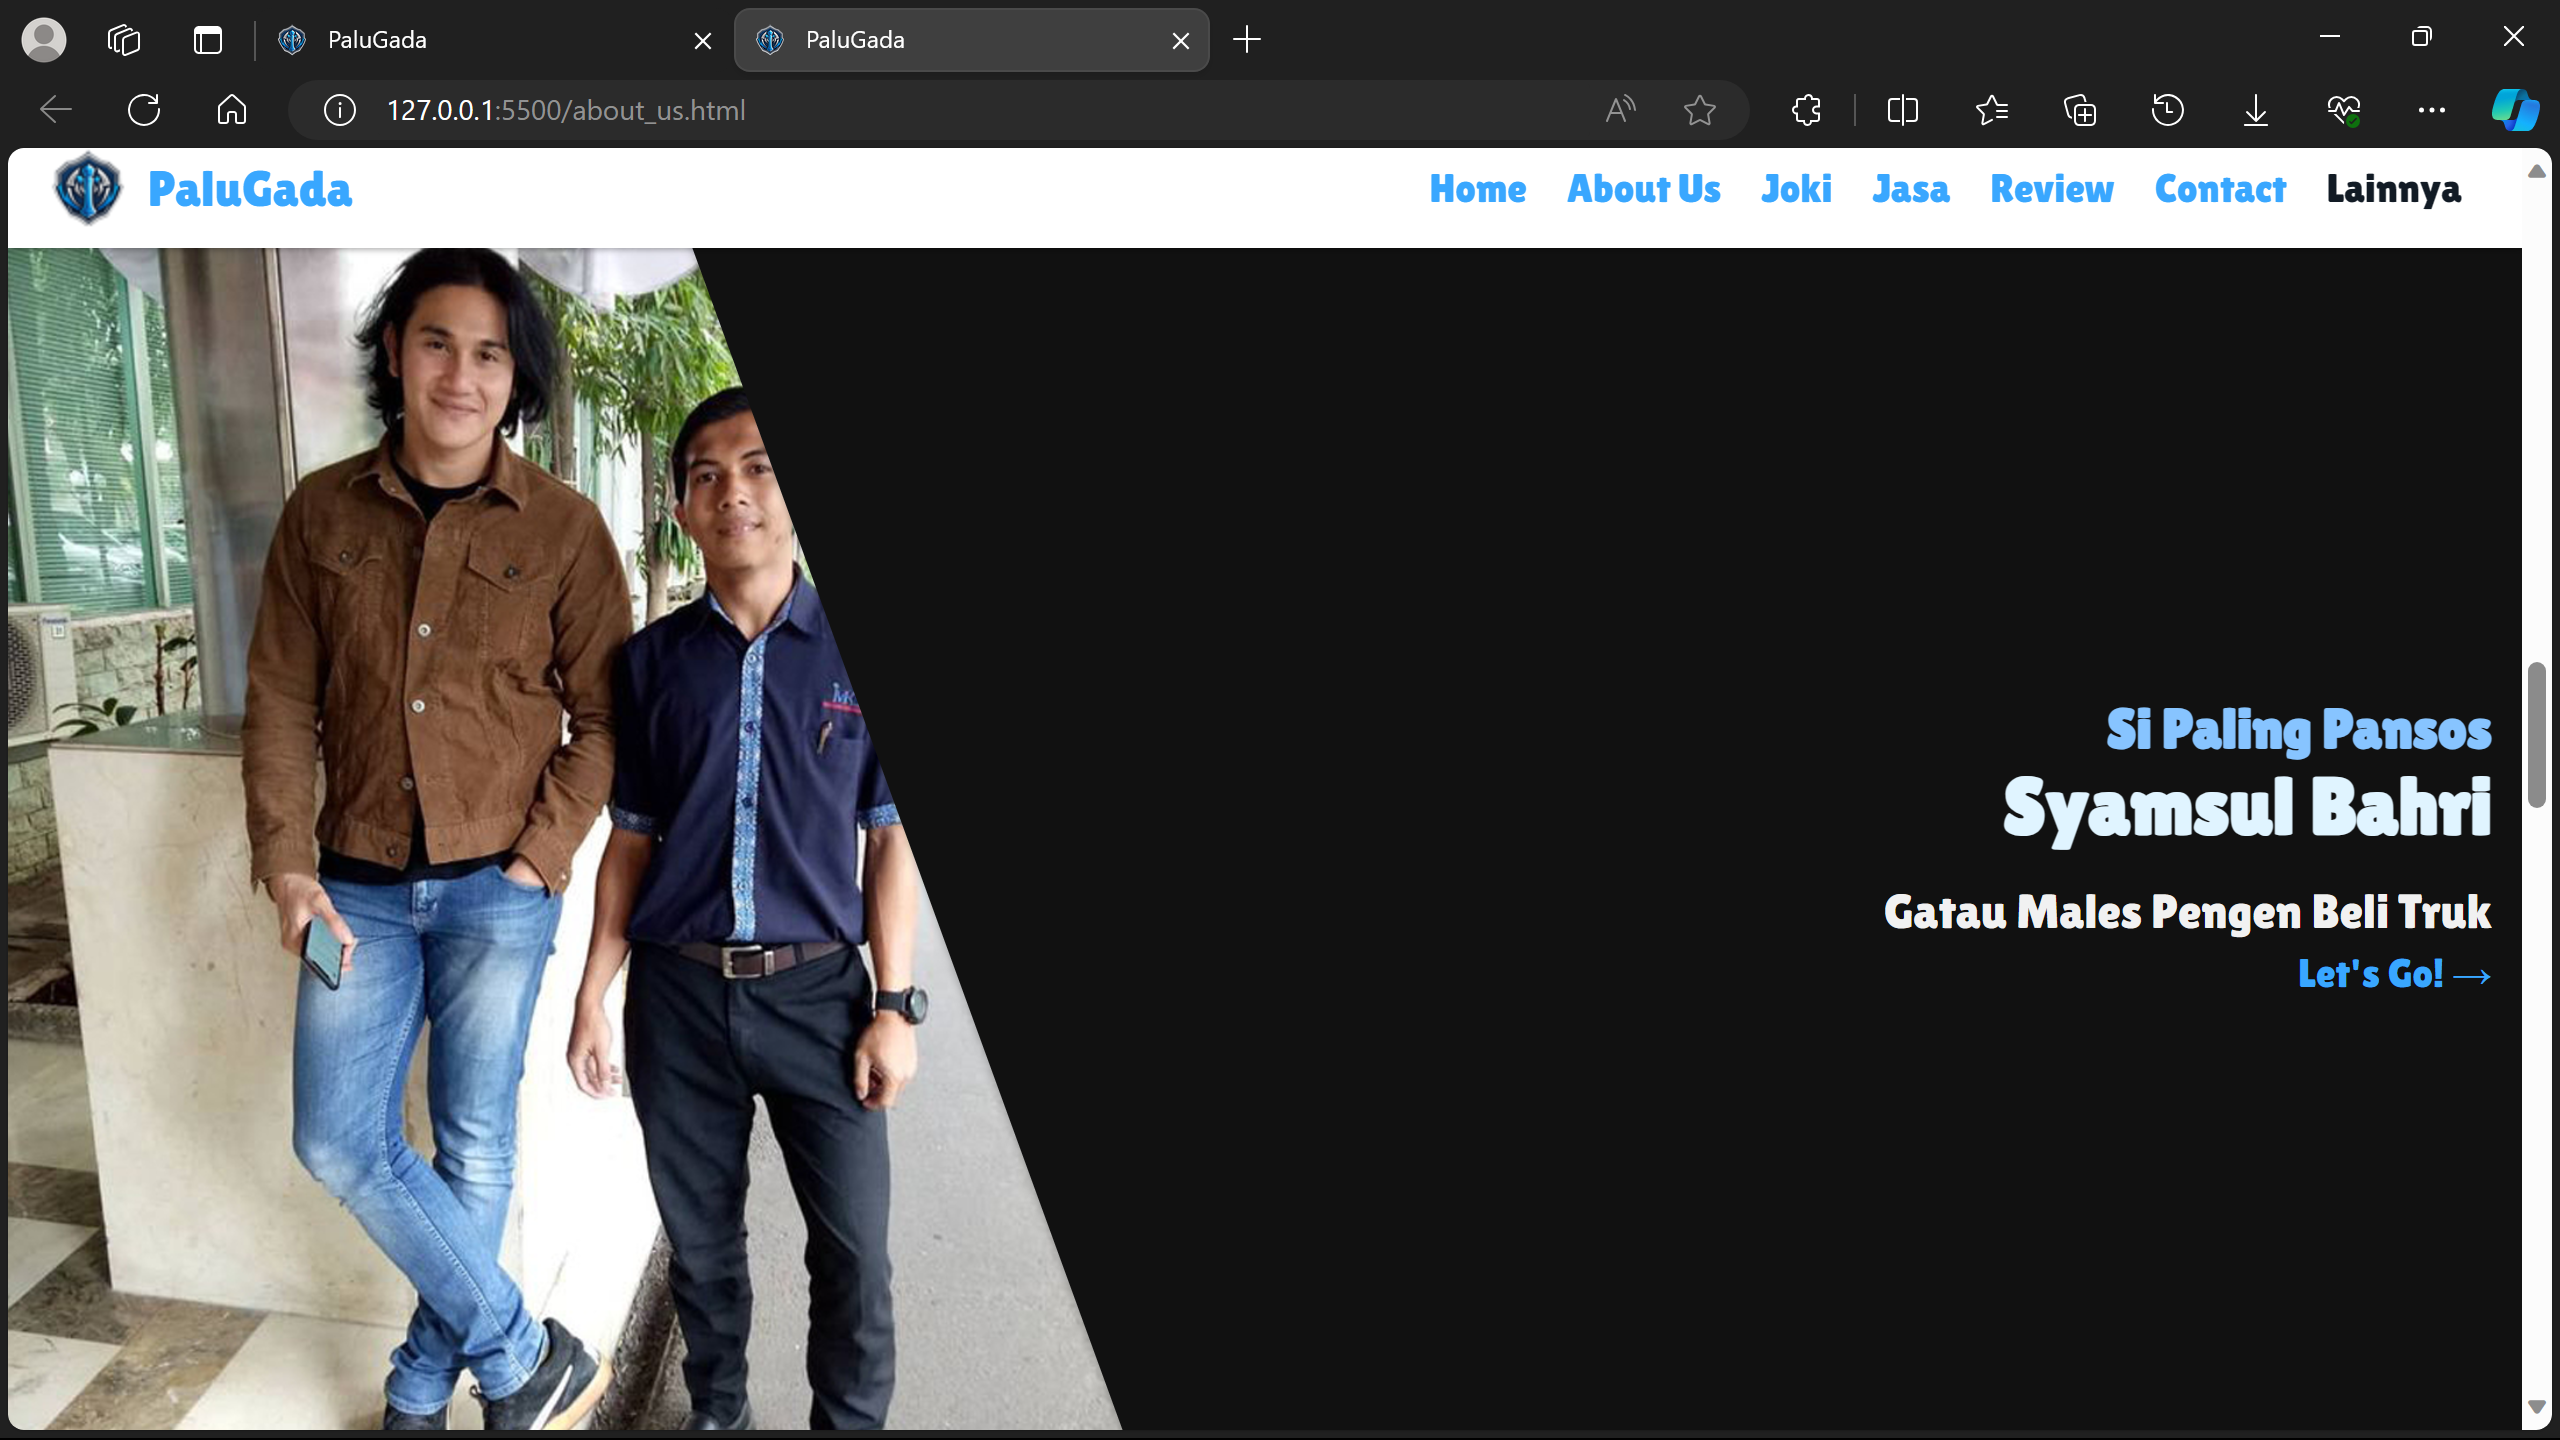 PaluGada
PaluGada
127.0.0.1:5500/about_us.html
PaluGada
Home About Us Joki Jasa Review Contact Lainnya
Si Paling Pansos
Syamsul Bahri
Gatau Males Pengen Beli Truk
Let's Go! →